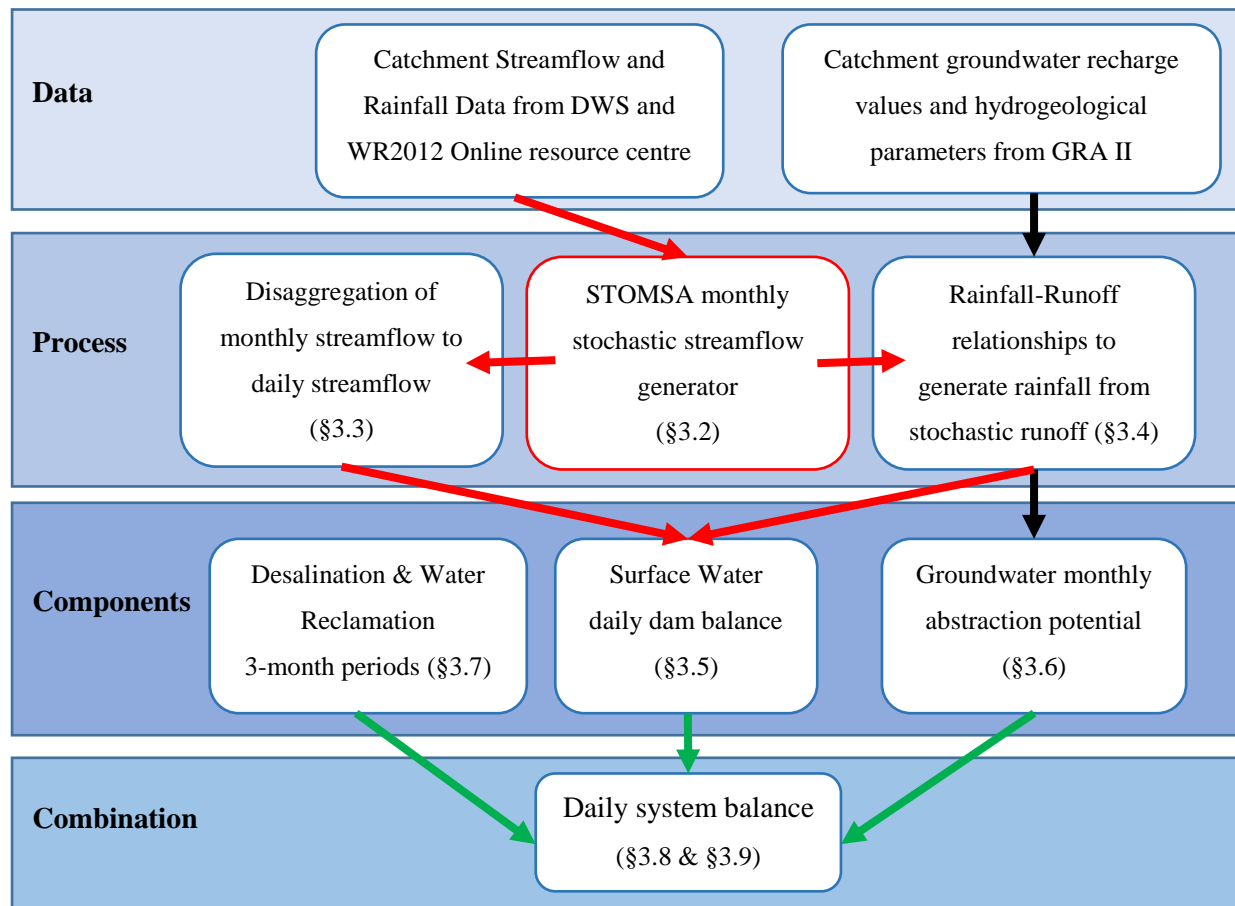 Data
Catchment Streamflow and
Rainfall Data from DWS and
WR2012 Online resource centre
Catchment groundwater recharge
values and hydrogeological
parameters from GRA II
Process
Disaggregation of
monthly streamflow to
daily streamflow
(§3.3)
STOMSA monthly
stochastic streamflow
generator
(§3.2)
Rainfall-Runoff
relationships to
generate rainfall from
stochastic runoff (§3.4)
Components
Desalination & Water
Reclamation
3-month periods (§3.7)
Surface Water
daily dam balance
(§3.5)
Groundwater monthly
abstraction potential
(§3.6)
Combination
Daily system balance
(§3.8 & §3.9)